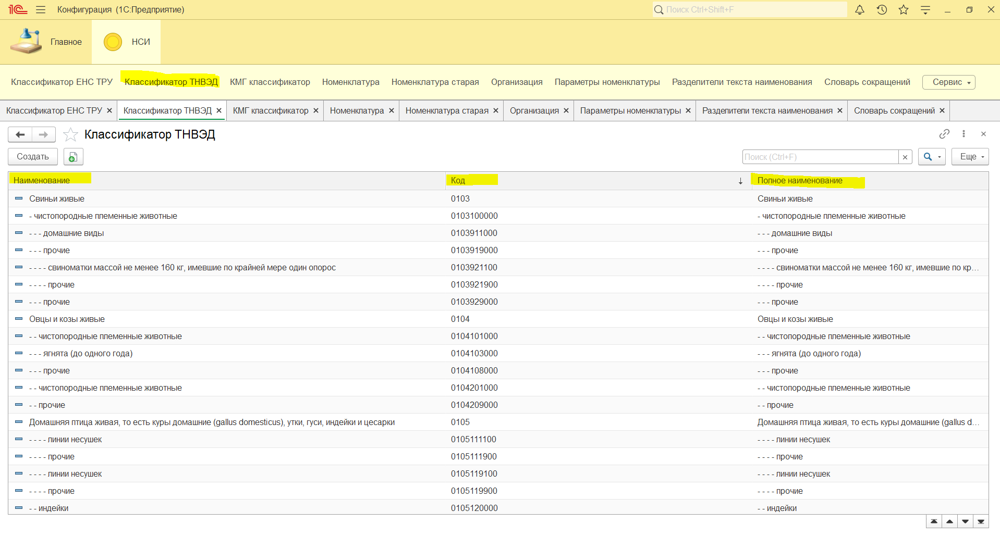 1С Конфигурация (1С:Предприятие) Поиск Ctrl+Shift+F
Главное НСИ
Классификатор ЕНС ТРУ Классификатор ТНВЭД КМГ классификатор Номенклатура Номенклатура старая Организация Параметры номенклатуры Разделители текста наименования Словарь сокращений Сервис
Классификатор ЕНС ТРУ Классификатор ТНВЭД КМГ классификатор Номенклатура Номенклатура старая Организация Параметры номенклатуры Разделители текста наименования Словарь сокращений
Классификатор ТНВЭД
Создать Поиск (Ctrl+F) Еще
Наименование Код Полное наименование
Свиньи живые 0103 Свиньи живые
- чистопородные племенные животные 0103100000 - чистопородные племенные животные
- - - домашние виды 0103911000 - - - домашние виды
- - - прочие 0103919000 - - - прочие
- - - - свиноматки массой не менее 160 кг, имевшие по крайней мере один опорос 0103921100 - - - - свиноматки массой не менее 160 кг, имевшие по кр...
- - - - прочие 0103921900 - - - - прочие
- - - прочие 0103929000 - - - прочие
Овцы и козы живые 0104 Овцы и козы живые
- - чистопородные племенные животные 0104101000 - - чистопородные племенные животные
- - - ягнята (до одного года) 0104103000 - - - ягнята (до одного года)
- - - прочие 0104108000 - - - прочие
- - чистопородные племенные животные 0104201000 - - чистопородные племенные животные
- - прочие 0104209000 - - прочие
Домашняя птица живая, то есть куры домашние (gallus domesticus), утки, гуси, индейки и цесарки 0105 Домашняя птица живая, то есть куры домашние (gallus d...
- - - - линии несушек 0105111100 - - - - линии несушек
- - - - прочие 0105111900 - - - - прочие
- - - - линии несушек 0105119100 - - - - линии несушек
- - - - прочие 0105119900 - - - - прочие
- - индейки 0105120000 - - индейки